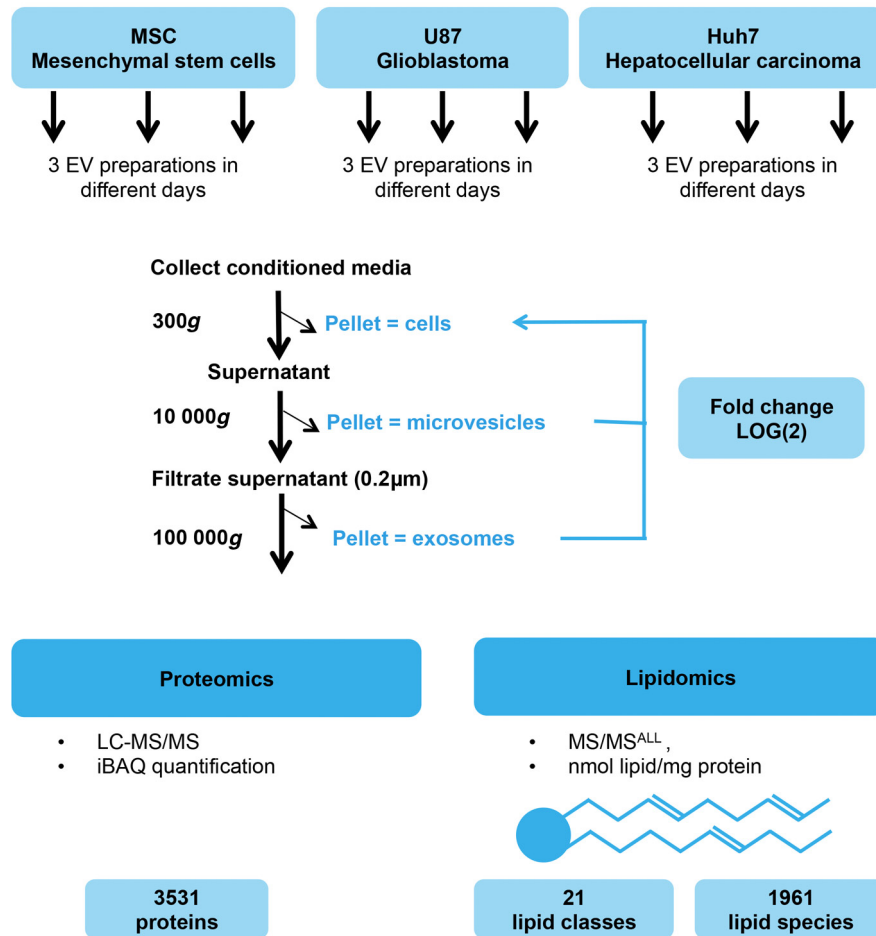 MSC
Mesenchymal stem cells
U87
Glioblastoma
Huh7
Hepatocellular carcinoma
3 EV preparations in
different days
3 EV preparations in
different days
3 EV preparations in
different days
Collect conditioned media
300g
Pellet = cells
Supernatant
10 000g
Pellet = microvesicles
Fold change
LOG(2)
Filtrate supernatant (0.2µm)
100 000g
Pellet = exosomes
Proteomics
• LC-MS/MS
• iBAQ quantification
3531
proteins
Lipidomics
• MS/MSᴬᴸᴸ ,
• nmol lipid/mg protein
21
lipid classes
1961
lipid species